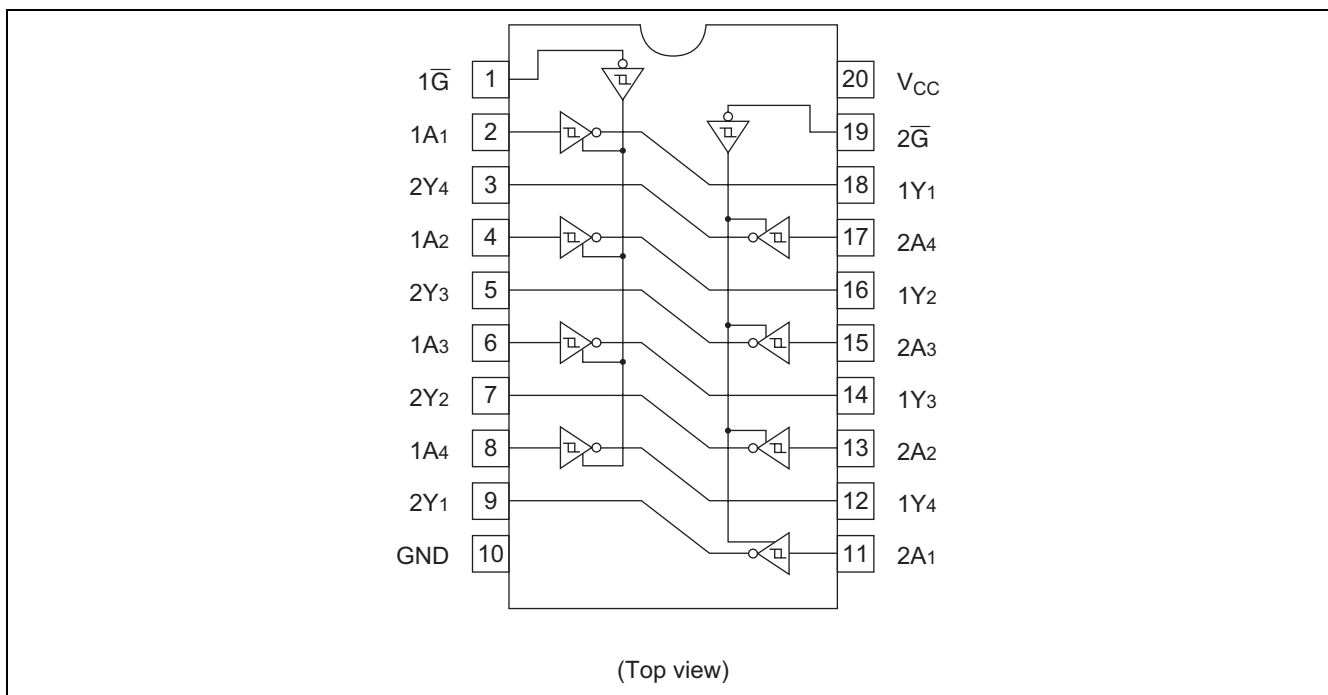 1G̅ 1 20 VCC
1A1 2 19 2G̅
2Y4 3 18 1Y1
1A2 4 17 2A4
2Y3 5 16 1Y2
1A3 6 15 2A3
2Y2 7 14 1Y3
1A4 8 13 2A2
2Y1 9 12 1Y4
GND 10 11 2A1
(Top view)